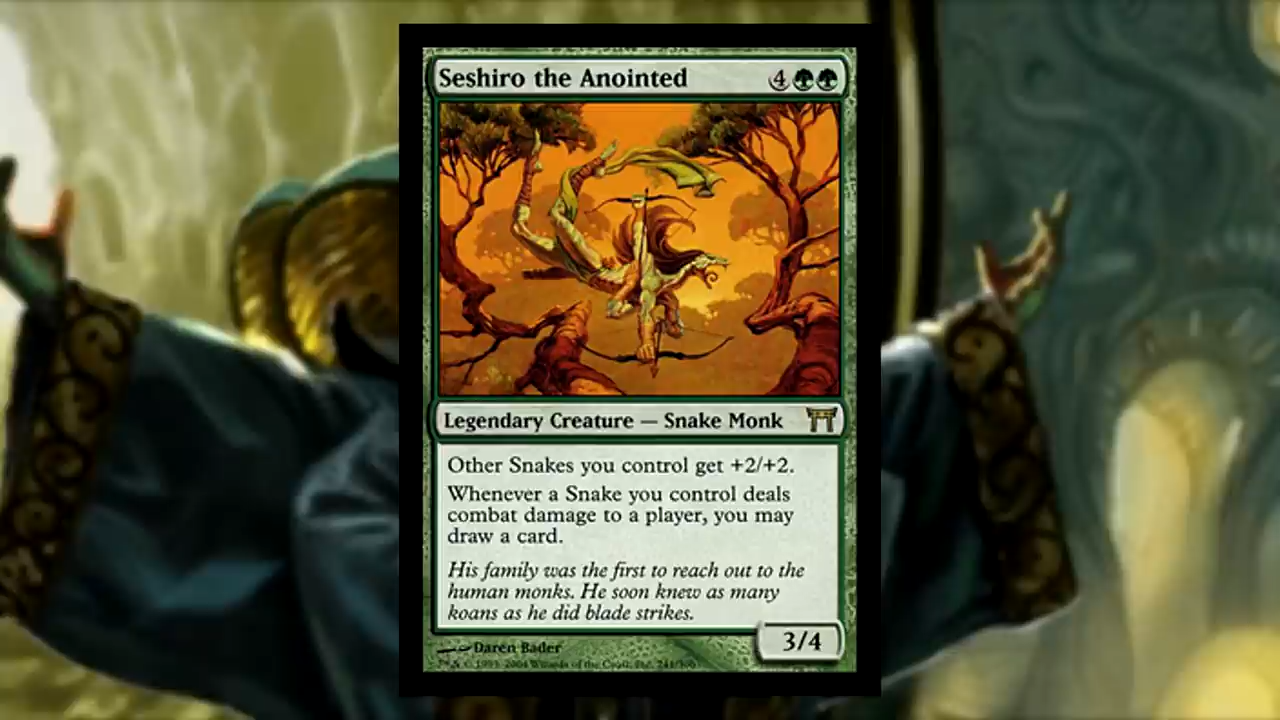 Seshiro the Anointed 4
Legendary Creature — Snake Monk
Other Snakes you control get +2/+2.
Whenever a Snake you control deals
combat damage to a player, you may
draw a card.
His family was the first to reach out to the
human monks. He soon knew as many
koans as he did blade strikes.
3/4
Daren Bader